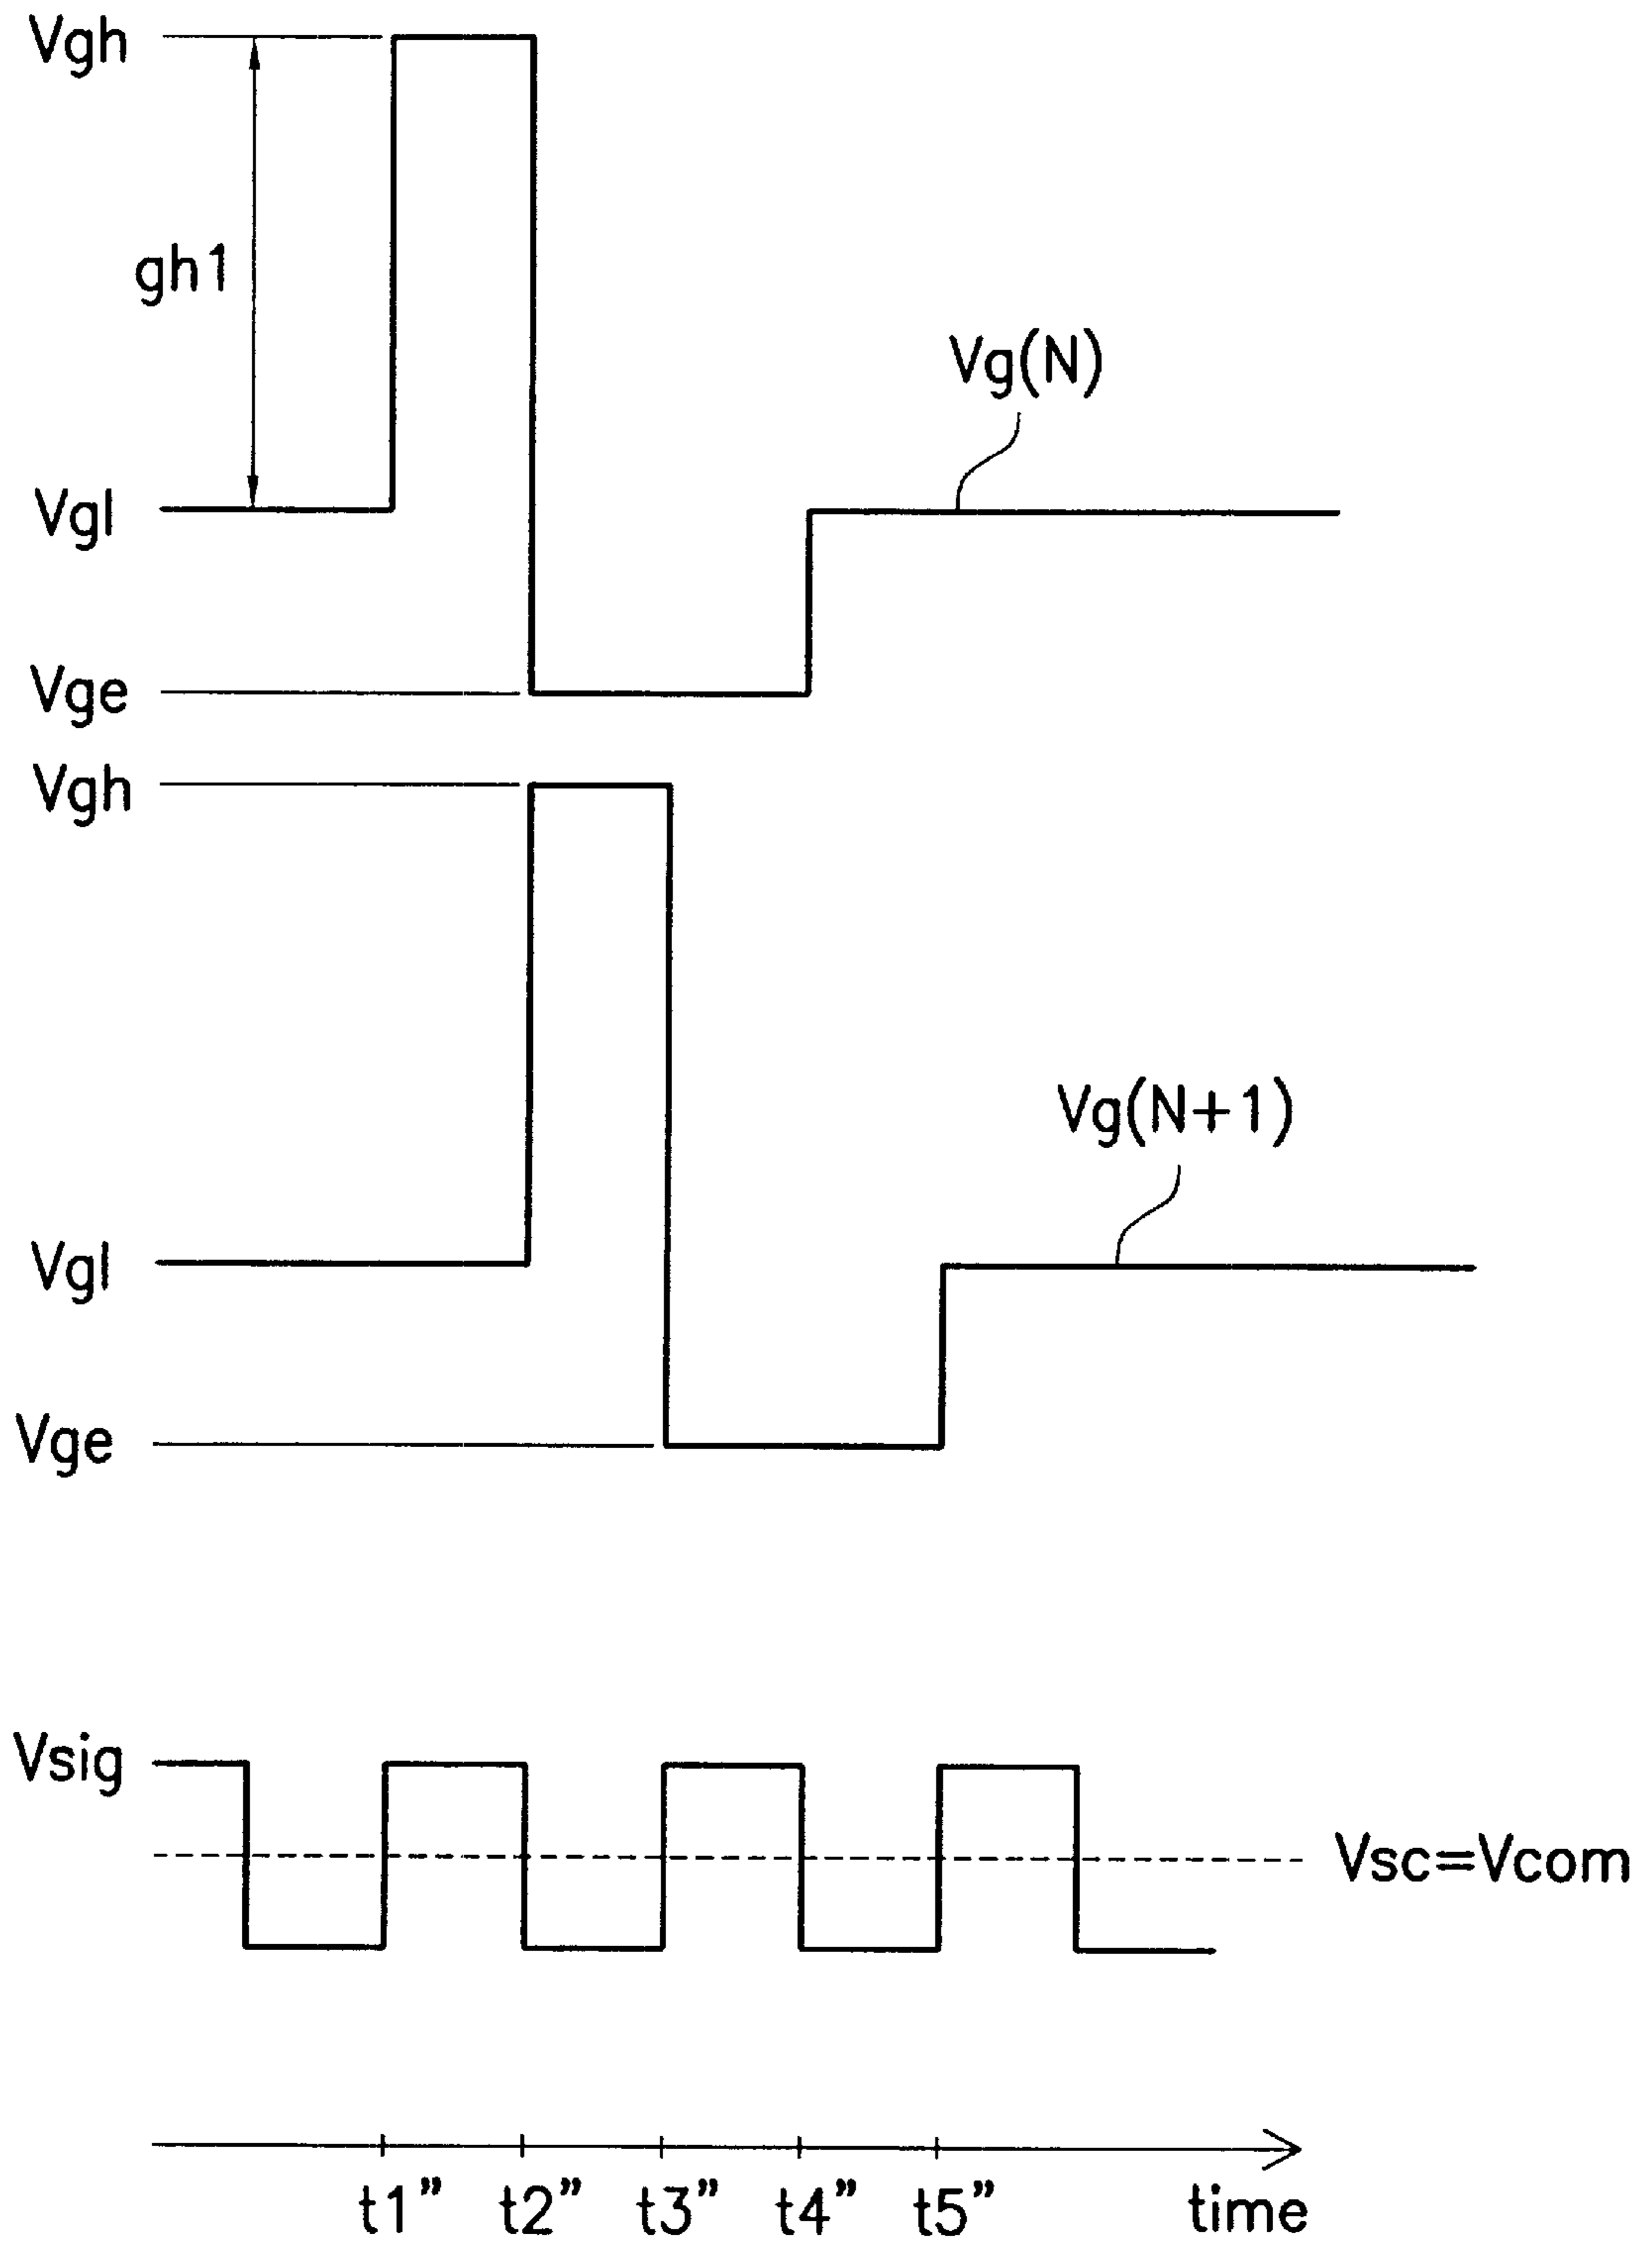 Vgh
gh1
Vg(N)
Vgl
Vge
Vgh
Vg(N+1)
Vgl
Vge
Vsig
Vsc=Vcom
t1” t2” t3” t4” t5” time